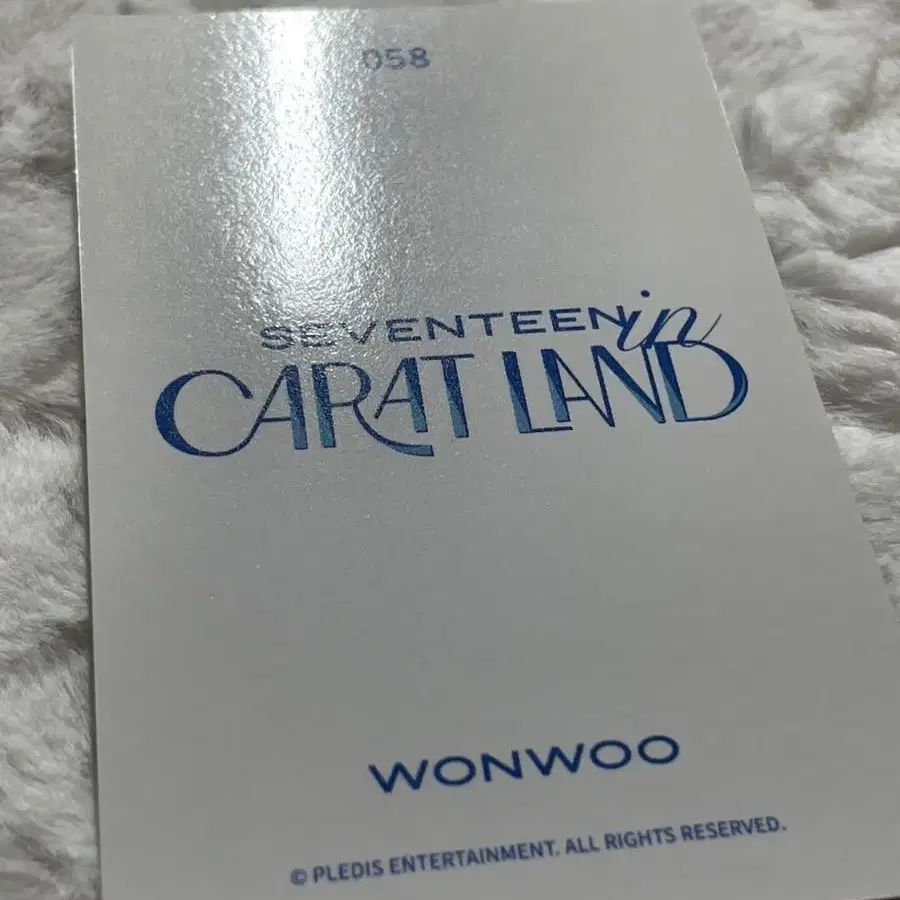 058
SEVENTEEN in
CARAT LAND
WONWOO
© PLEDIS ENTERTAINMENT. ALL RIGHTS RESERVED.